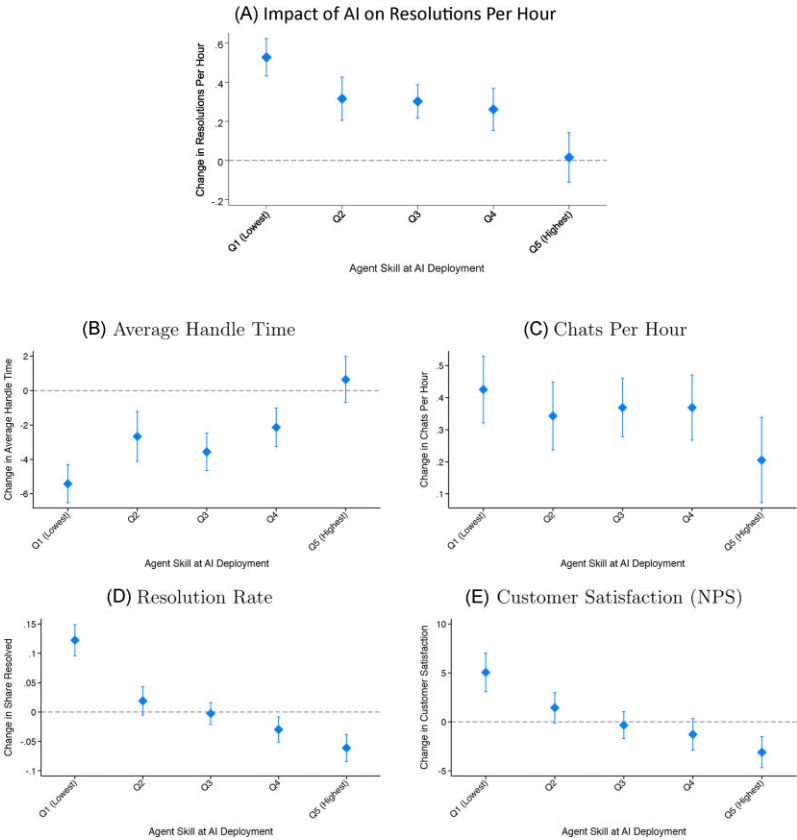 (A) Impact of AI on Resolutions Per Hour
Change in Resolutions Per Hour
.6
.4
.2
0
-.2
Q1 (Lowest)
Q2
Q3
Q4
Q5 (Highest)
Agent Skill at AI Deployment
(B) Average Handle Time
Change in Average Handle Time
2
0
-2
-4
-6
Q1 (Lowest)
Q2
Q3
Q4
Q5 (Highest)
Agent Skill at AI Deployment
(C) Chats Per Hour
Change in Chats Per Hour
.5
.4
.3
.2
.1
Q1 (Lowest)
Q2
Q3
Q4
Q5 (Highest)
Agent Skill at AI Deployment
(D) Resolution Rate
Change in Share Resolved
.15
.1
.05
0
-.05
-.1
Q1 (Lowest)
Q2
Q3
Q4
Q5 (Highest)
Agent Skill at AI Deployment
(E) Customer Satisfaction (NPS)
Change in Customer Satisfaction
10
5
0
-5
Q1 (Lowest)
Q2
Q3
Q4
Q5 (Highest)
Agent Skill at AI Deployment